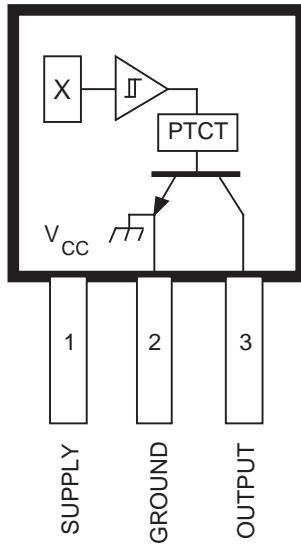 X
PTCT
VCC
1 2 3
SUPPLY
GROUND
OUTPUT